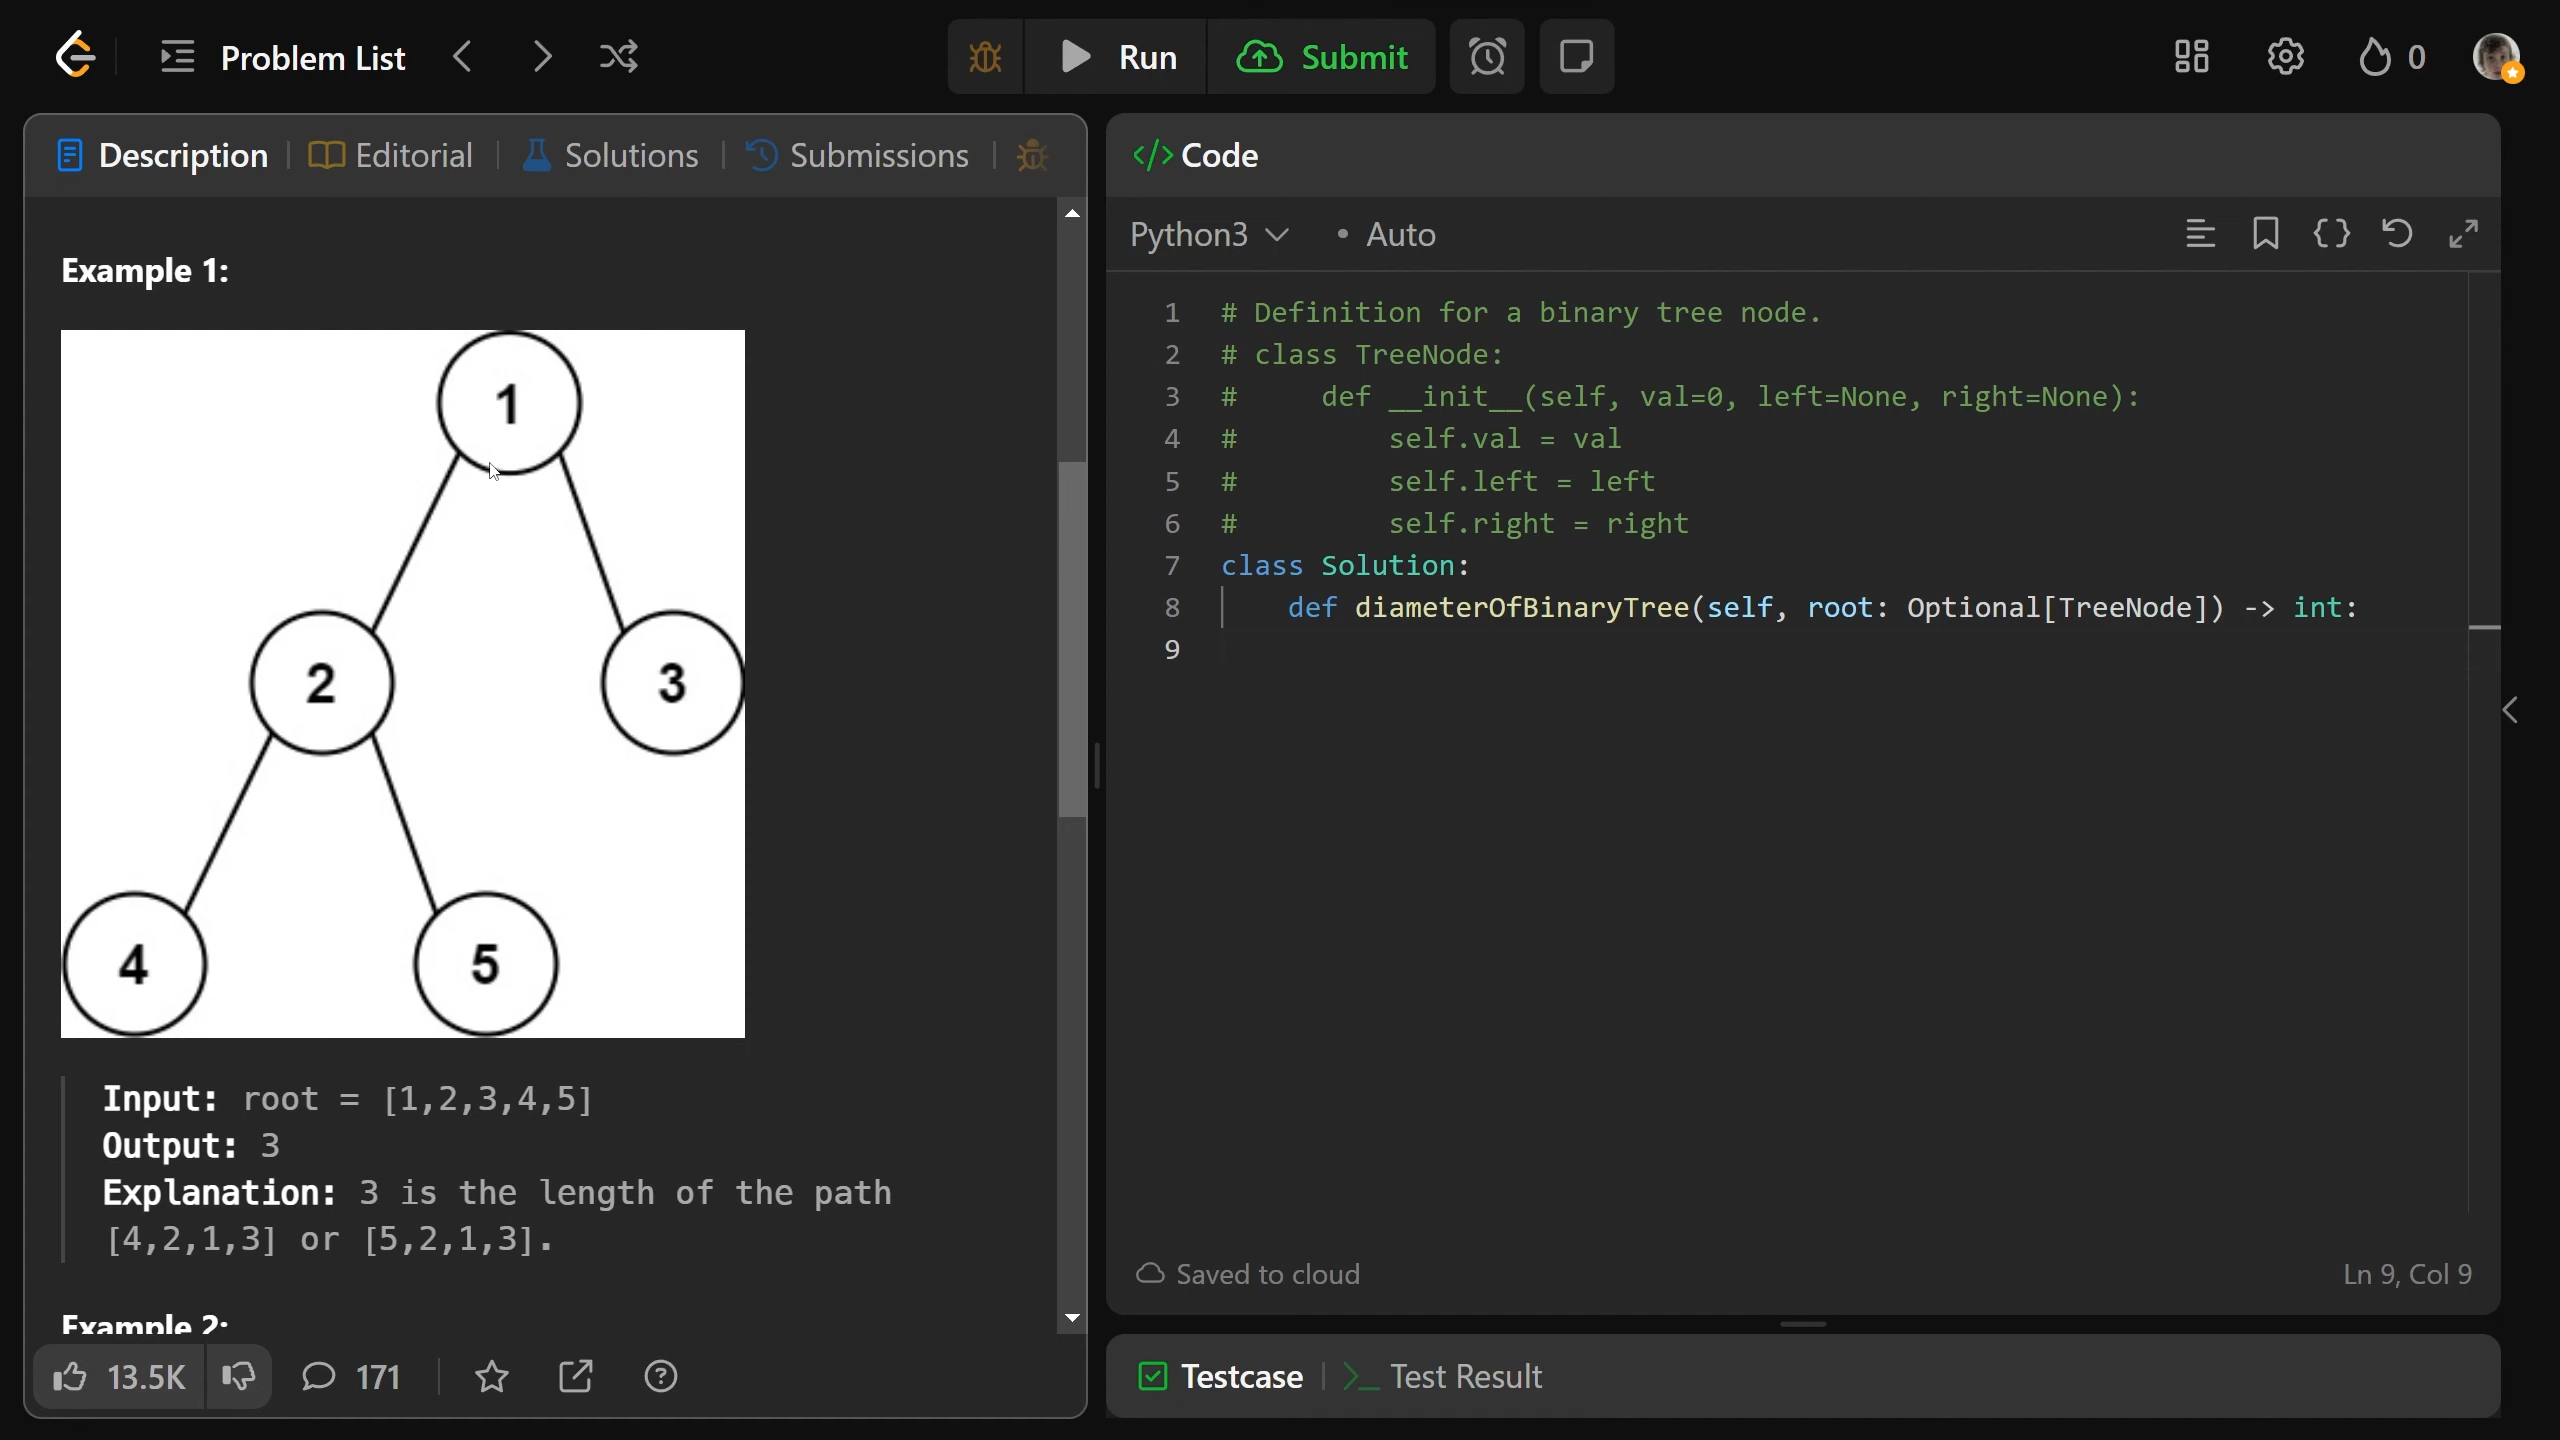 Problem List
Run
Submit
0
Description
Editorial
Solutions
Submissions
Example 1:
1
2
3
4
5
Input: root = [1,2,3,4,5]
Output: 3
Explanation: 3 is the length of the path
[4,2,1,3] or [5,2,1,3].
Example 2:
13.5K
171
</> Code
Python3
• Auto
1 # Definition for a binary tree node.
2 # class TreeNode:
3 #     def __init__(self, val=0, left=None, right=None):
4 #         self.val = val
5 #         self.left = left
6 #         self.right = right
7 class Solution:
8     def diameterOfBinaryTree(self, root: Optional[TreeNode]) -> int:
9
Saved to cloud
Ln 9, Col 9
Testcase
Test Result